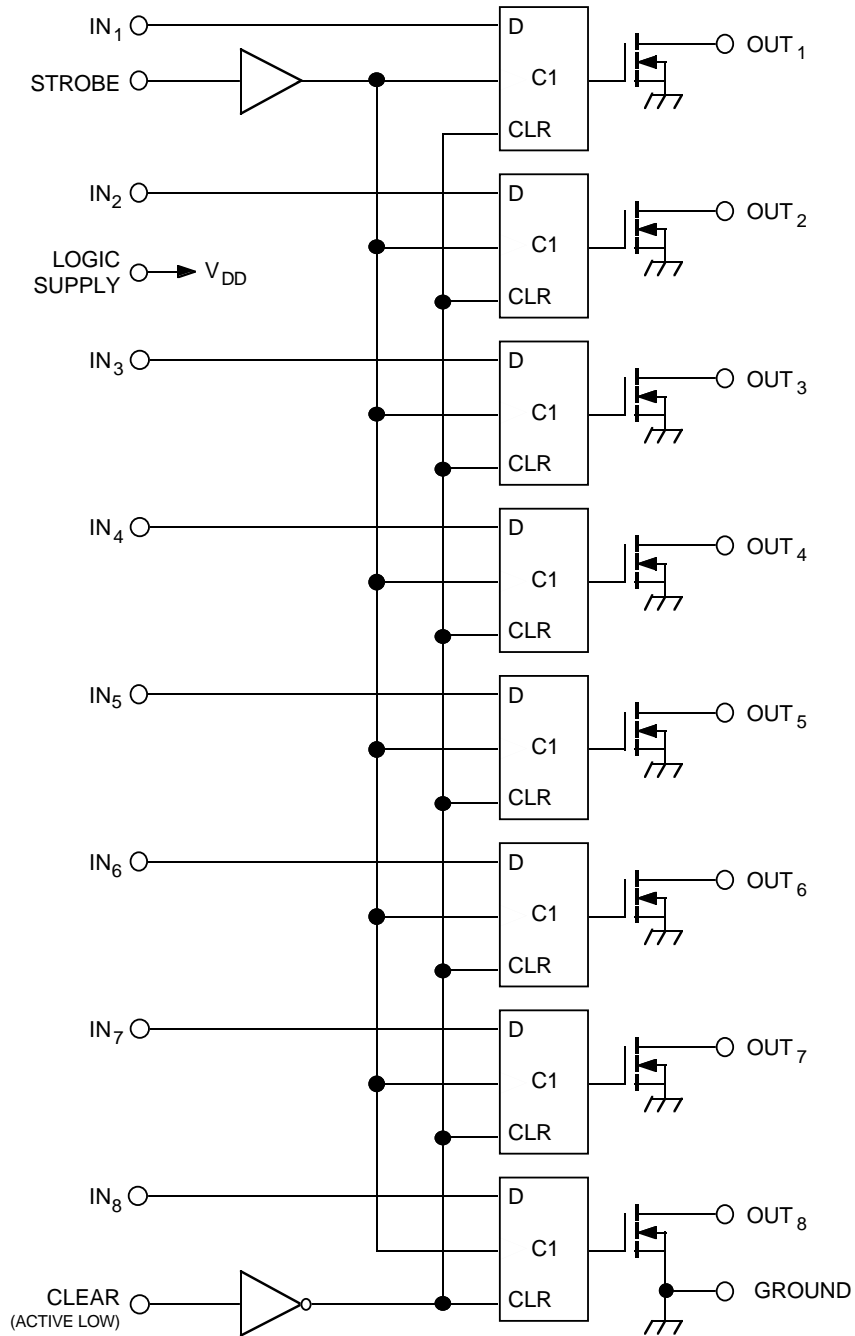 IN1 D OUT1
STROBE C1
CLR
IN2 D OUT2
C1
LOGIC SUPPLY VDD
CLR
IN3 D OUT3
C1
CLR
IN4 D OUT4
C1
CLR
IN5 D OUT5
C1
CLR
IN6 D OUT6
C1
CLR
IN7 D OUT7
C1
CLR
IN8 D OUT8
C1
CLEAR CLR GROUND
(ACTIVE LOW)